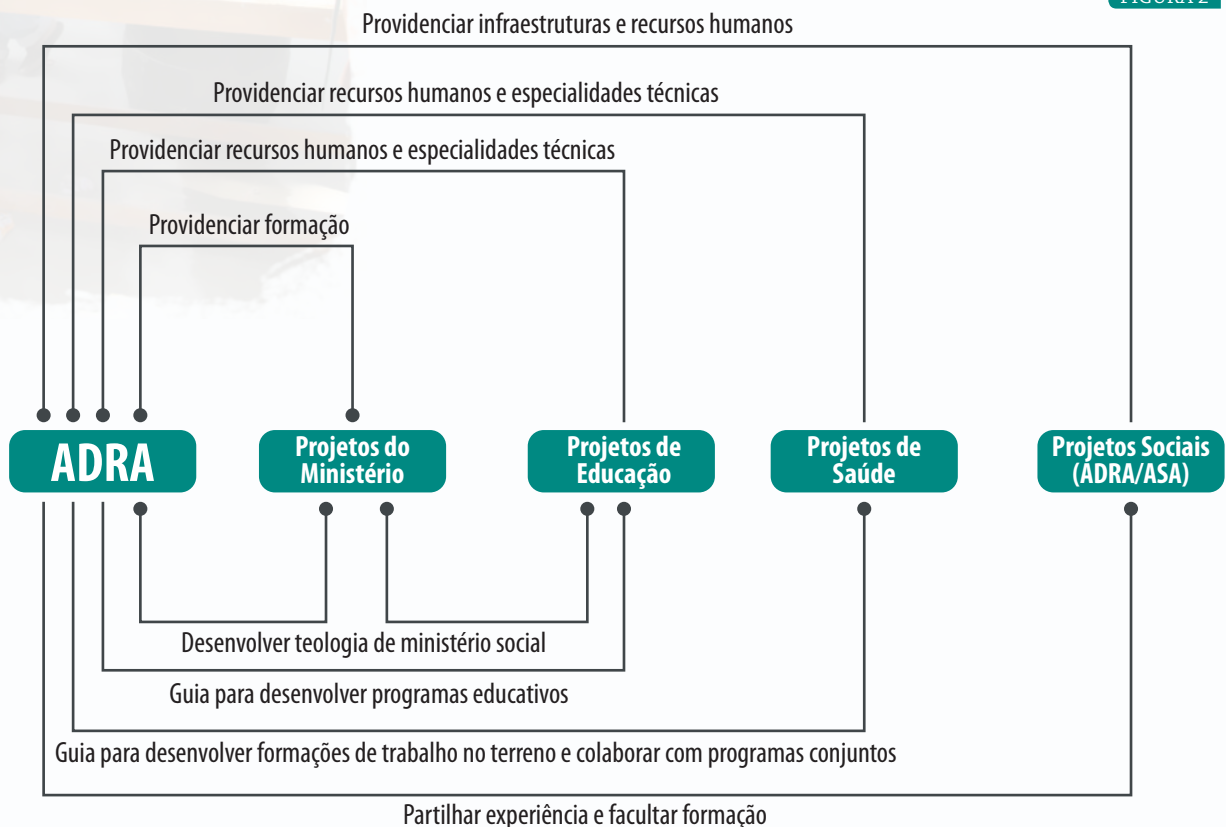 FIGURA 2
Providenciar infraestruturas e recursos humanos
Providenciar recursos humanos e especialidades técnicas
Providenciar recursos humanos e especialidades técnicas
Providenciar formação
ADRA
Projetos do
Ministério
Projetos de
Educação
Projetos de
Saúde
Projetos Sociais
(ADRA/ASA)
Desenvolver teologia de ministério social
Guia para desenvolver programas educativos
Guia para desenvolver formações de trabalho no terreno e colaborar com programas conjuntos
Partilhar experiência e facultar formação